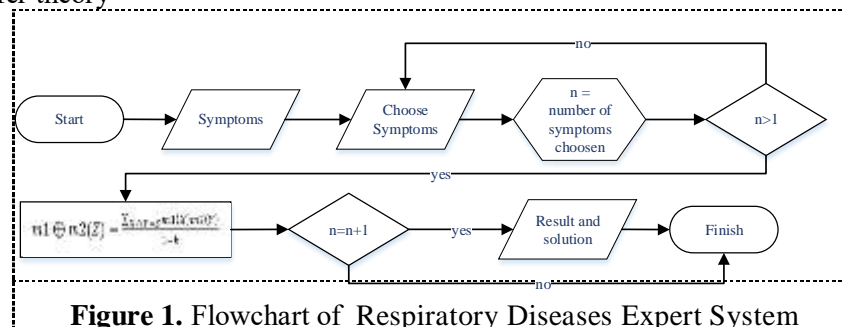 no
Start
Symptoms
Choose
Symptoms
n =
number of
symptoms
choosen
n>1
yes
n=n+1
yes
Result and
solution
Finish
no
Figure 1. Flowchart of Respiratory Diseases Expert System